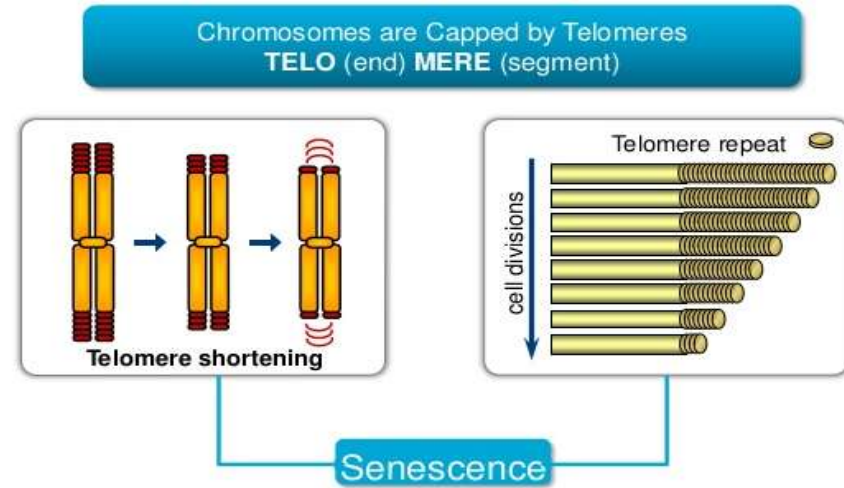 Chromosomes are Capped by Telomeres
TELO (end) MERE (segment)
Telomere shortening
Telomere repeat
cell divisions
Senescence